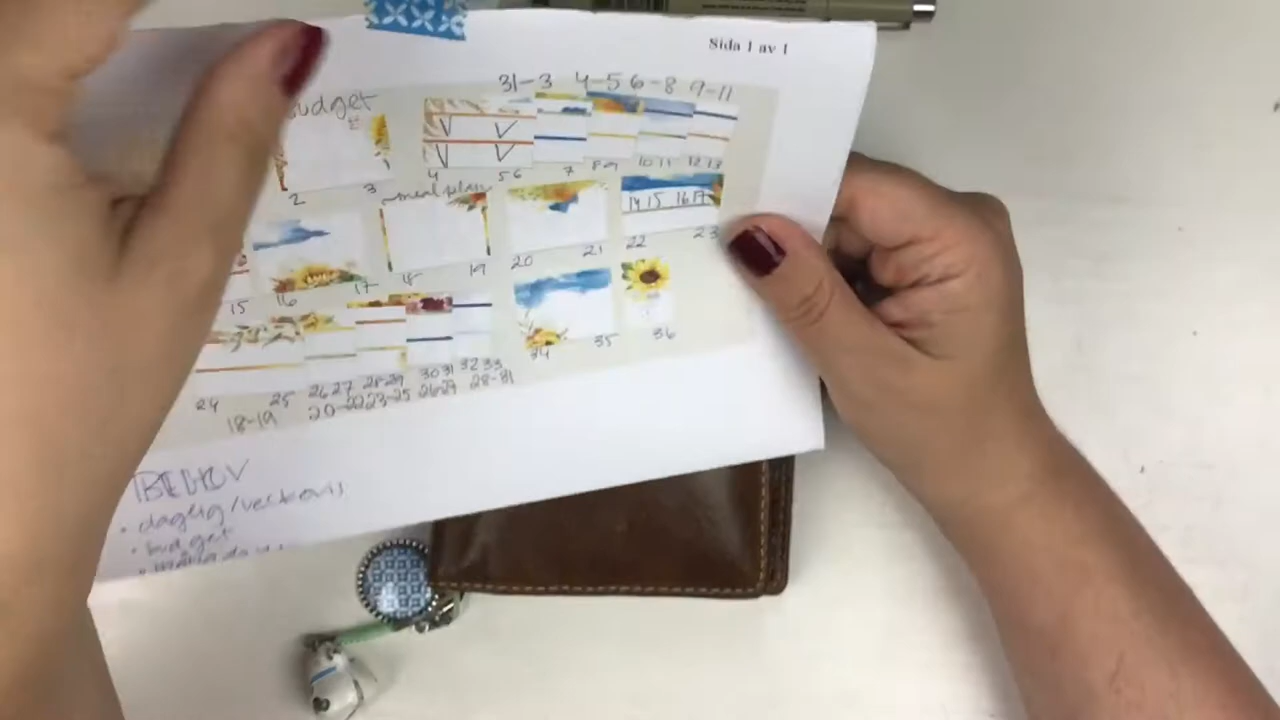 Sida 1 av 1
31-3 4-5 6-8 9-11
budget
1
2 3 4 5 6 7 8 9 10 11 12 13
meal plan
14 15 16 17
15 16 17 18 19 20 21 22 23
24 25 26 27 28-29 30 31 32 33 34 35 36
18-19 20-22 23-25 26-29 28-31
BEHOV
• daglig/veckovis
• budget